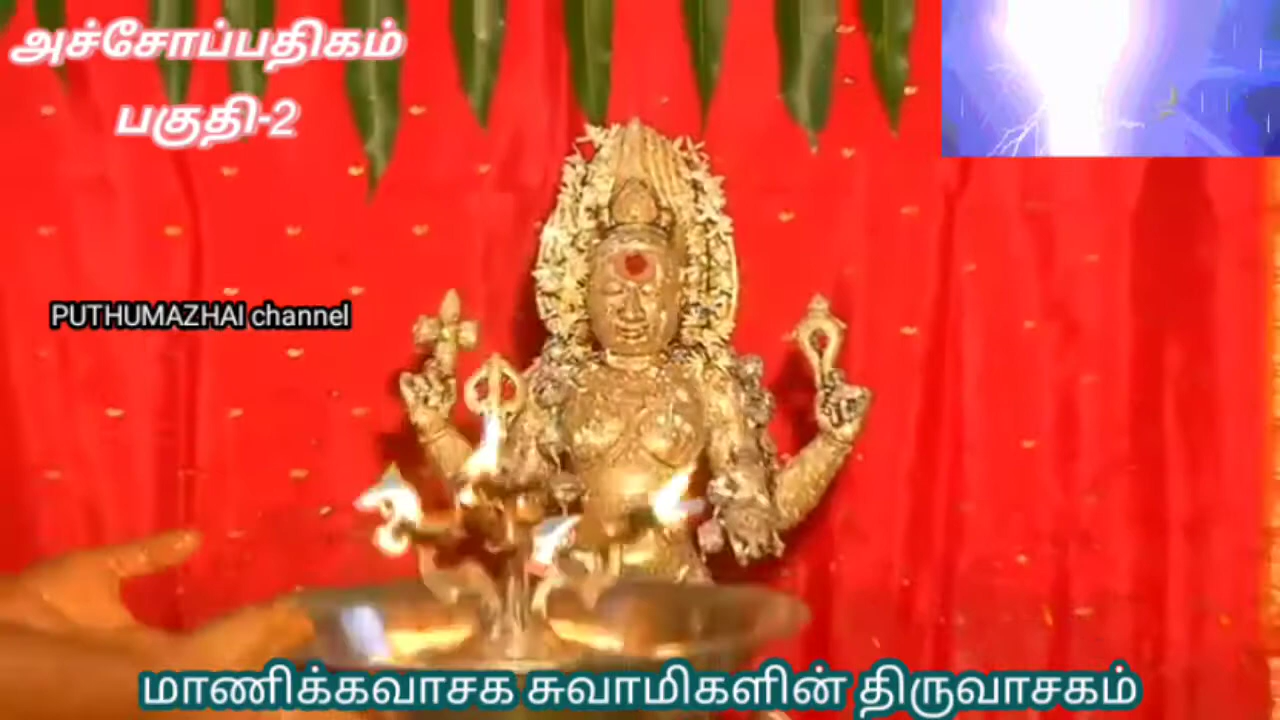 அச்சோப்பதிகம்
பகுதி-2
PUTHUMAZHAI channel
மாணிக்கவாசக சுவாமிகளின் திருவாசகம்